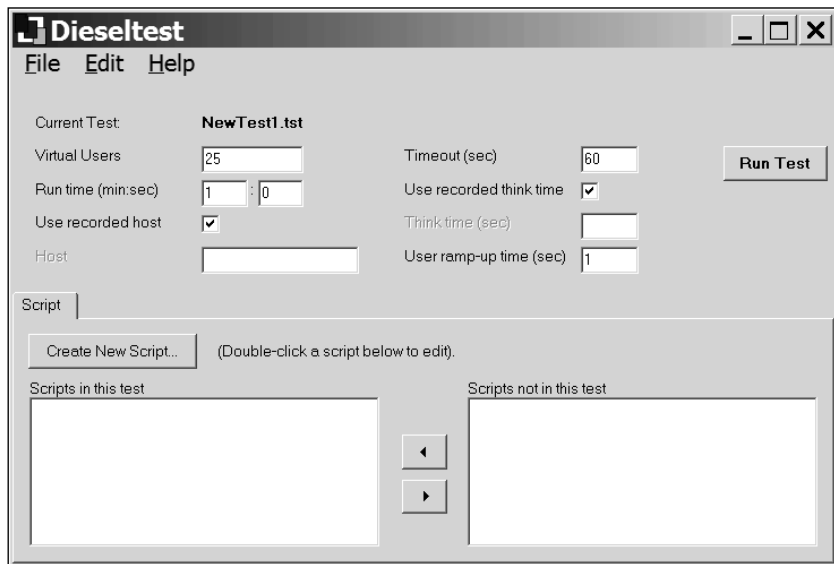 Dieseltest
File Edit Help
Current Test: NewTest1.tst
Virtual Users 25 Timeout (sec) 60 Run Test
Run time (min:sec) 1 : 0 Use recorded think time
Use recorded host Think time (sec)
Host User ramp-up time (sec) 1
Script
Create New Script... (Double-click a script below to edit).
Scripts in this test Scripts not in this test